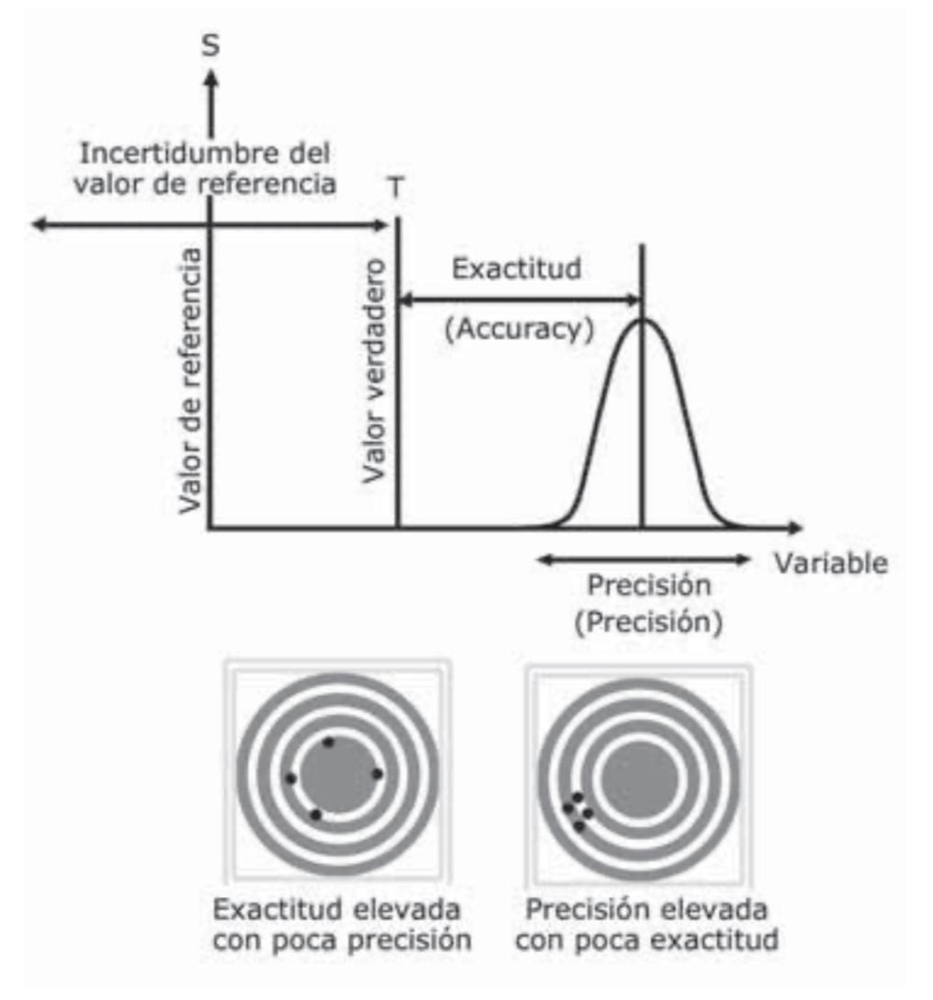 S
Incertidumbre del
valor de referencia
T
Valor de referencia
Valor verdadero
Exactitud
(Accuracy)
Variable
Precisión
(Precisión)
Exactitud elevada
con poca precisión
Precisión elevada
con poca exactitud